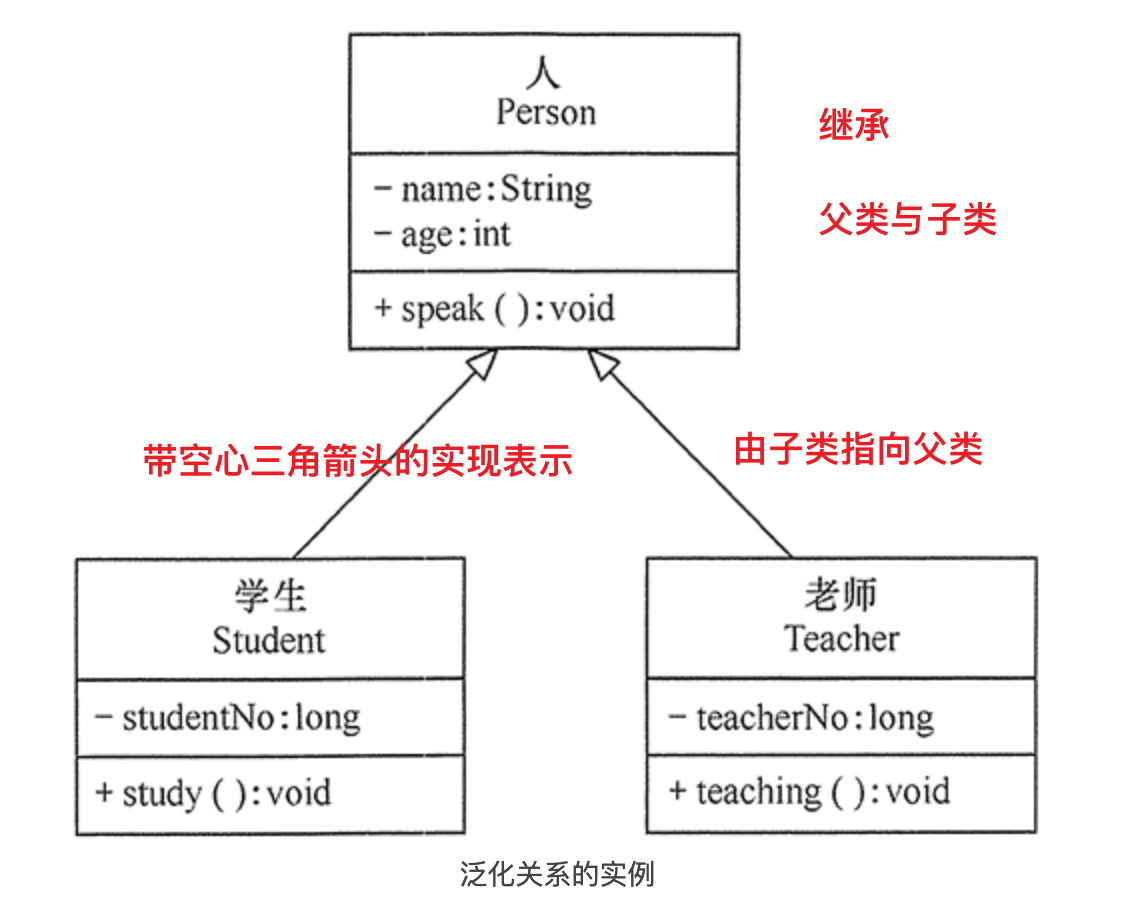 人
Person
- name:String
- age:int
+ speak ( ):void
继承
父类与子类
带空心三角箭头的实现表示
由子类指向父类
学生
Student
- studentNo:long
+ study ( ):void
老师
Teacher
- teacherNo:long
+ teaching ( ):void
泛化关系的实例